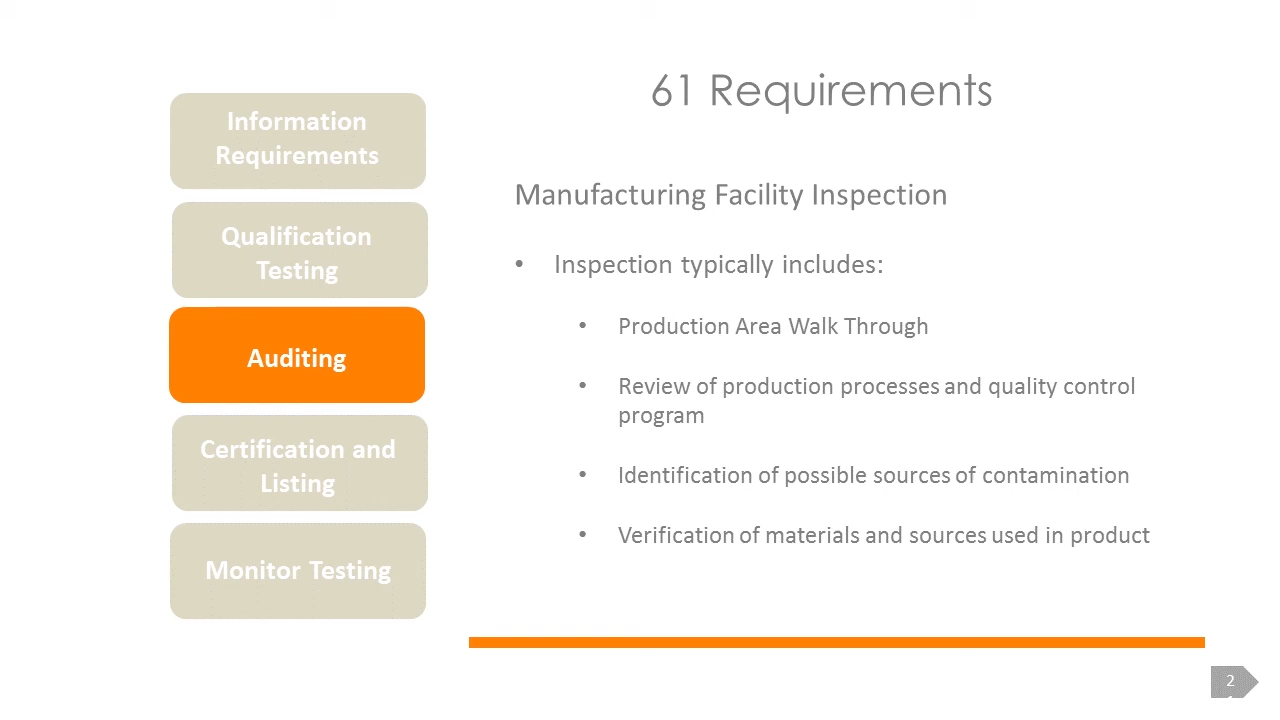 61 Requirements
Information
Requirements
Qualification
Testing
Auditing
Certification and
Listing
Monitor Testing
Manufacturing Facility Inspection
• Inspection typically includes:
• Production Area Walk Through
• Review of production processes and quality control
program
• Identification of possible sources of contamination
• Verification of materials and sources used in product
2